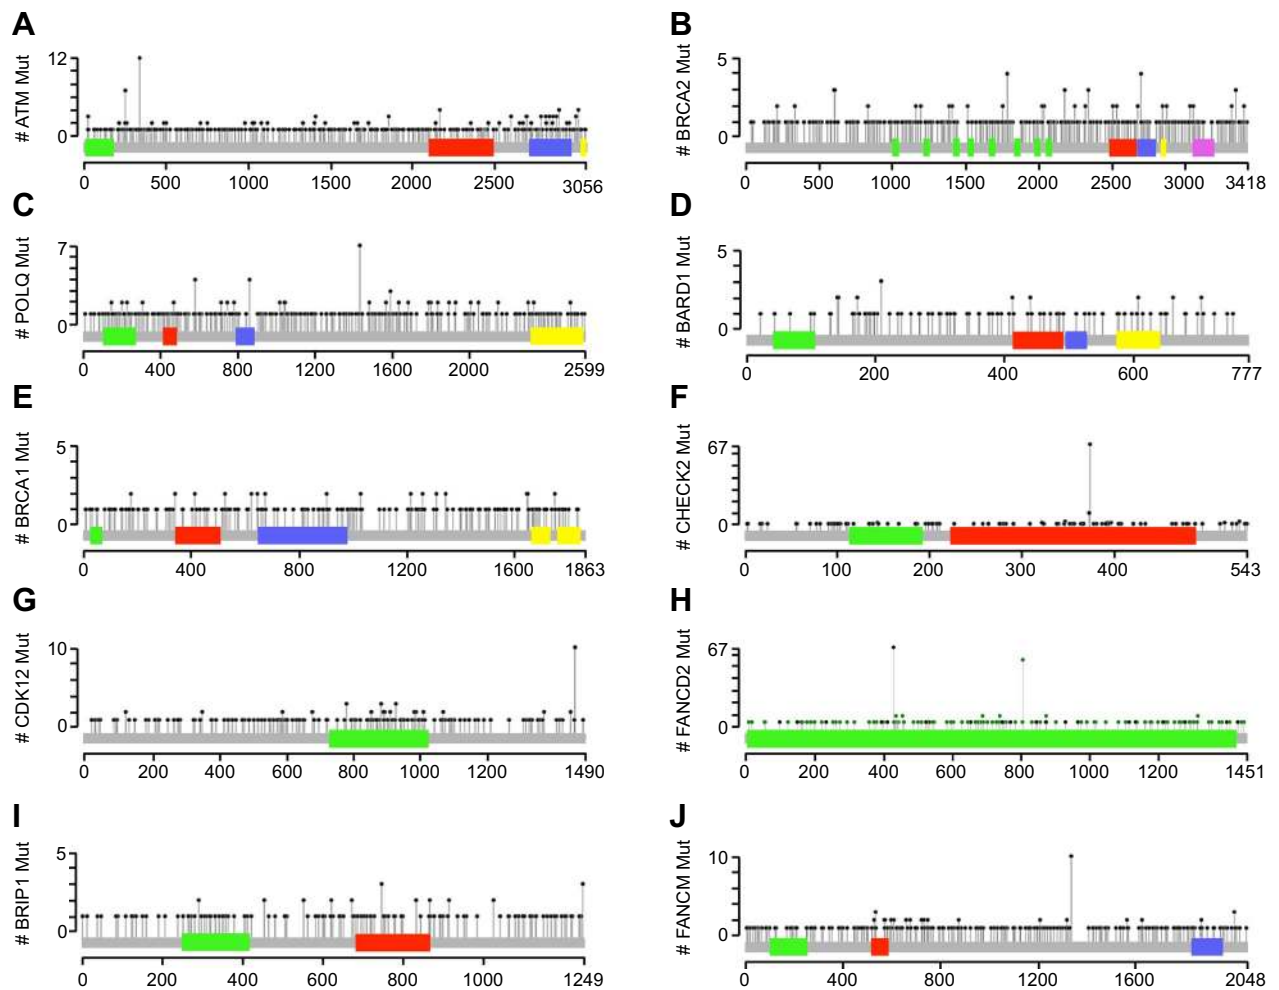 A
# ATM Mut
12
0
0 500 1000 1500 2000 2500 3056
B
# BRCA2 Mut
5
0
0 500 1000 1500 2000 2500 3000 3418
C
# POLQ Mut
7
0
0 400 800 1200 1600 2000 2599
D
# BARD1 Mut
5
0
0 200 400 600 777
E
# BRCA1 Mut
5
0
0 400 800 1200 1600 1863
F
# CHECK2 Mut
67
0
0 100 200 300 400 543
G
# CDK12 Mut
10
0
0 200 400 600 800 1000 1200 1490
H
# FANCD2 Mut
67
0
0 200 400 600 800 1000 1200 1451
I
# BRIP1 Mut
5
0
0 200 400 600 800 1000 1249
J
# FANCM Mut
10
0
0 400 800 1200 1600 2048